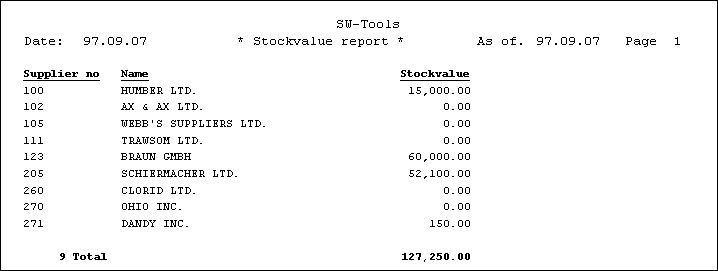 SW-Tools
Date: 97.09.07 * Stockvalue report * As of. 97.09.07 Page 1
Supplier no Name Stockvalue
100 HUMBER LTD. 15,000.00
102 AX & AX LTD. 0.00
105 WEBB'S SUPPLIERS LTD. 0.00
111 TRAWSOM LTD. 0.00
123 BRAUN GMBH 60,000.00
205 SCHIERMACHER LTD. 52,100.00
260 CLORID LTD. 0.00
270 OHIO INC. 0.00
271 DANDY INC. 150.00
9 Total 127,250.00